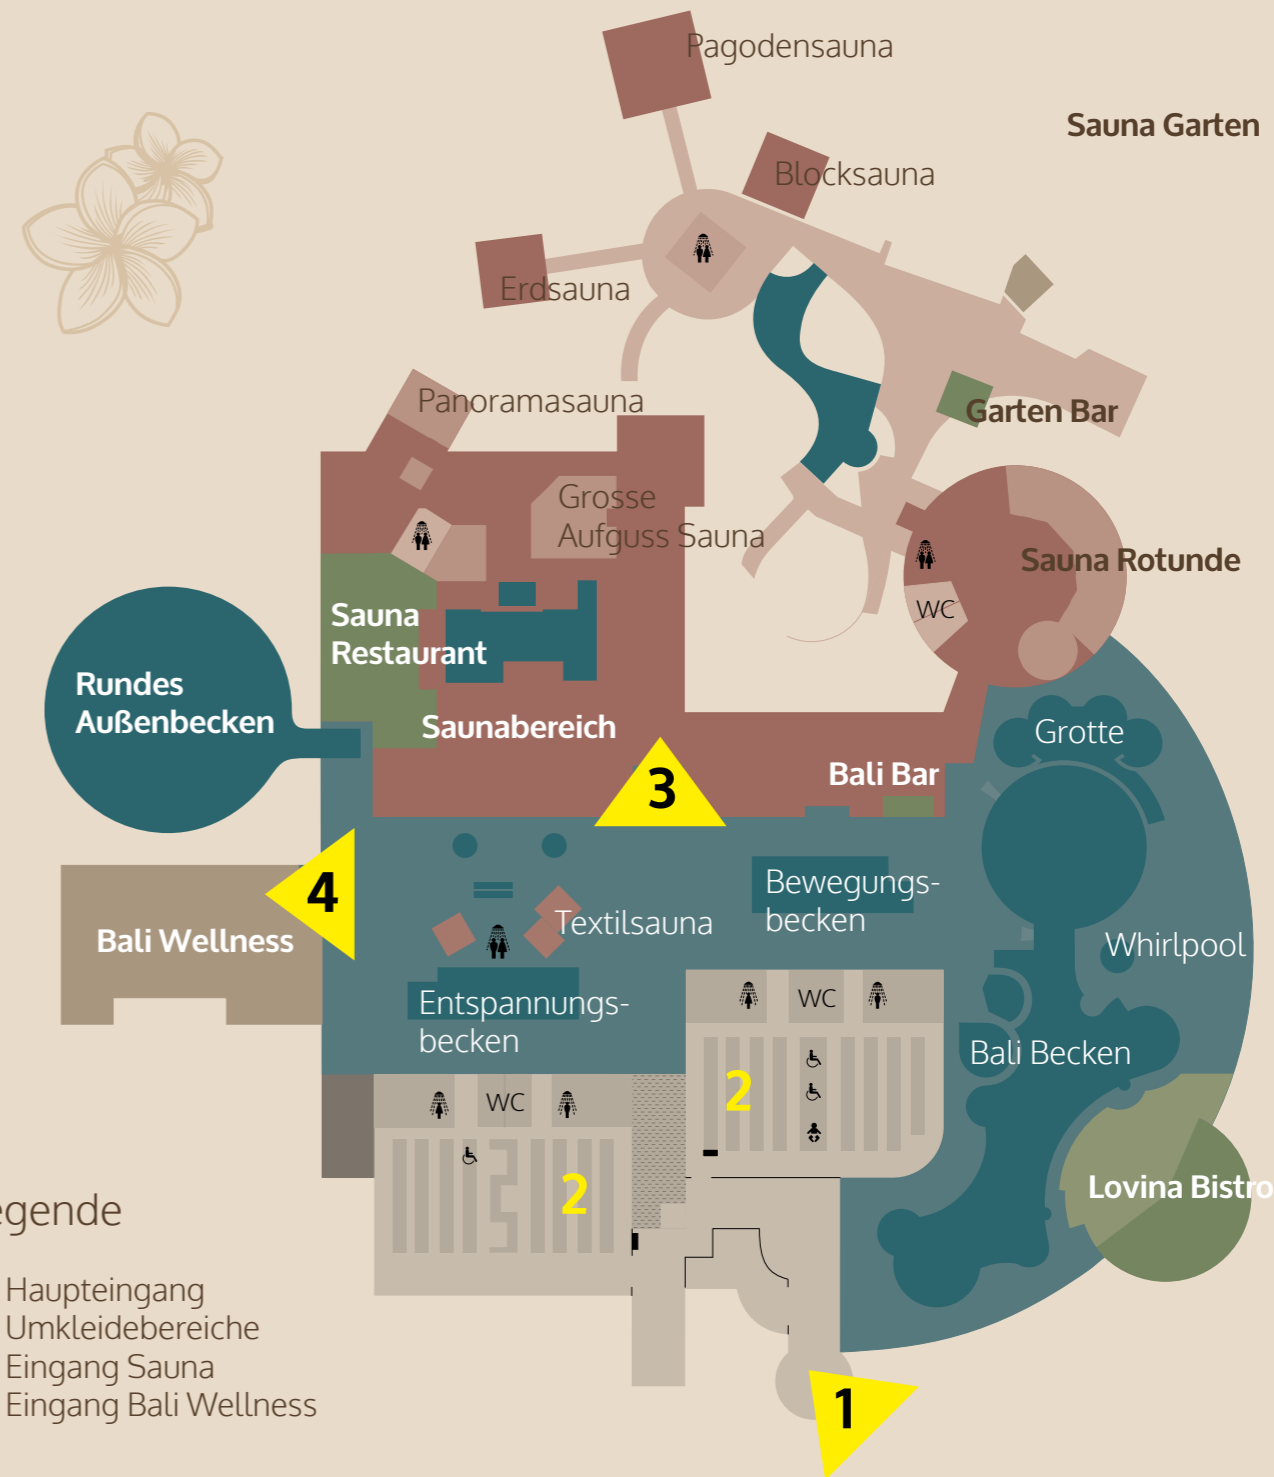 Pagodensauna
Sauna Garten
Blocksauna
Erdsauna
Panoramasauna
Garten Bar
Grosse
Aufguss Sauna
Sauna Rotunde
WC
Sauna
Restaurant
Rundes
Außenbecken
Saunabereich
Grotte
3
Bali Bar
4
Bewegungs-
becken
Textilsauna
Bali Wellness
Whirlpool
Entspannungs-
becken
WC
Bali Becken
2
WC
2
Lovina Bistro
gende
Haupteingang
Umkleidebereiche
Eingang Sauna
Eingang Bali Wellness
1